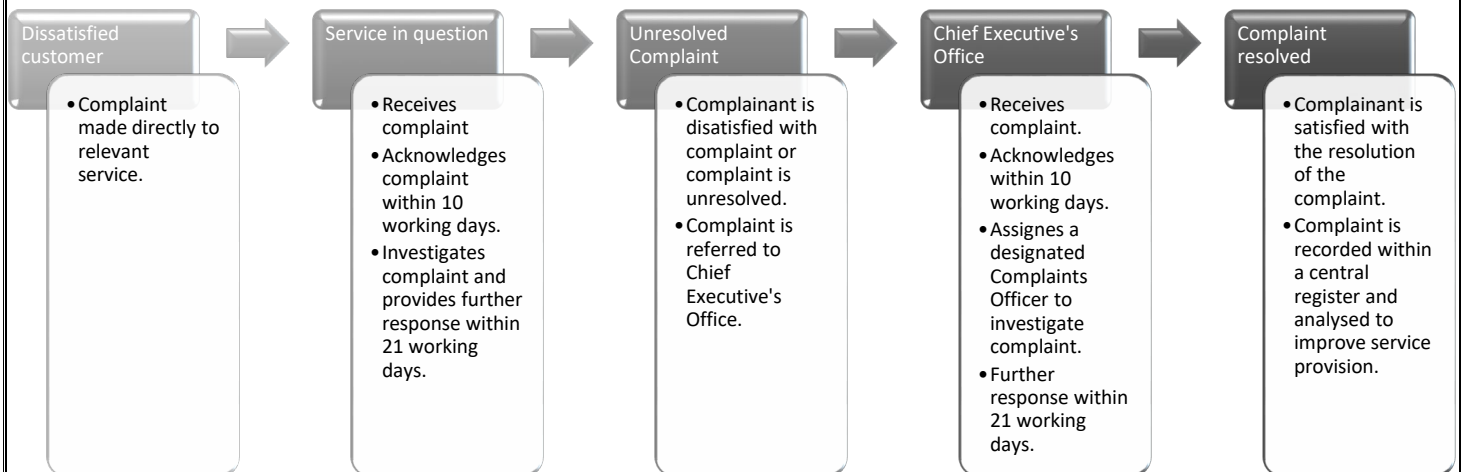 Dissatisfied
customer
• Complaint
made directly to
relevant
service.
Service in question
• Receives
complaint
• Acknowledges
complaint
within 10
working days.
• Investigates
complaint and
provides further
response within
21 working
days.
Unresolved
Complaint
• Complainant is
disatisfied with
complaint or
complaint is
unresolved.
• Complaint is
referred to
Chief
Executive's
Office.
Chief Executive's
Office
• Receives
complaint.
• Acknowledges
within 10
working days.
• Assignes a
designated
Complaints
Officer to
investigate
complaint.
• Further
response within
21 working
days.
Complaint
resolved
• Complainant is
satisfied with
the resolution
of the
complaint.
• Complaint is
recorded within
a central
register and
analysed to
improve service
provision.